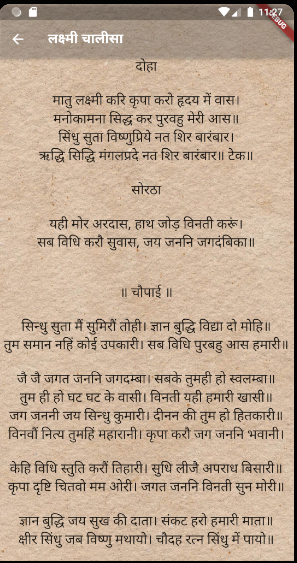 11:27
DEBUG
लक्ष्मी चालीसा
दोहा
मातु लक्ष्मी करि कृपा करो हृदय में वास।
मनोकामना सिद्ध कर पुरवहु मेरी आस॥
सिंधु सुता विष्णुप्रिये नत शिर बारंबार।
ऋद्धि सिद्धि मंगलप्रदे नत शिर बारंबार॥ टेक॥
सोरठा
यही मोर अरदास, हाथ जोड़ विनती करूं।
सब विधि करौ सुवास, जय जननि जगदंबिका॥
॥ चौपाई ॥
सिन्धु सुता मैं सुमिरौं तोही। ज्ञान बुद्धि विद्या दो मोहि॥
तुम समान नहिं कोई उपकारी। सब विधि पुरबहु आस हमारी॥
जै जै जगत जननि जगदम्बा। सबके तुमही हो स्वलम्बा॥
तुम ही हो घट घट के वासी। विनती यही हमारी खासी॥
जग जननी जय सिन्धु कुमारी। दीनन की तुम हो हितकारी॥
विनवौं नित्य तुमहिं महारानी। कृपा करौ जग जननि भवानी।
केहि विधि स्तुति करौं तिहारी। सुधि लीजै अपराध बिसारी॥
कृपा दृष्टि चितवो मम ओरी। जगत जननि विनती सुन मोरी॥
ज्ञान बुद्धि जय सुख की दाता। संकट हरो हमारी माता॥
क्षीर सिंधु जब विष्णु मथायो। चौदह रत्न सिंधु में पायो॥